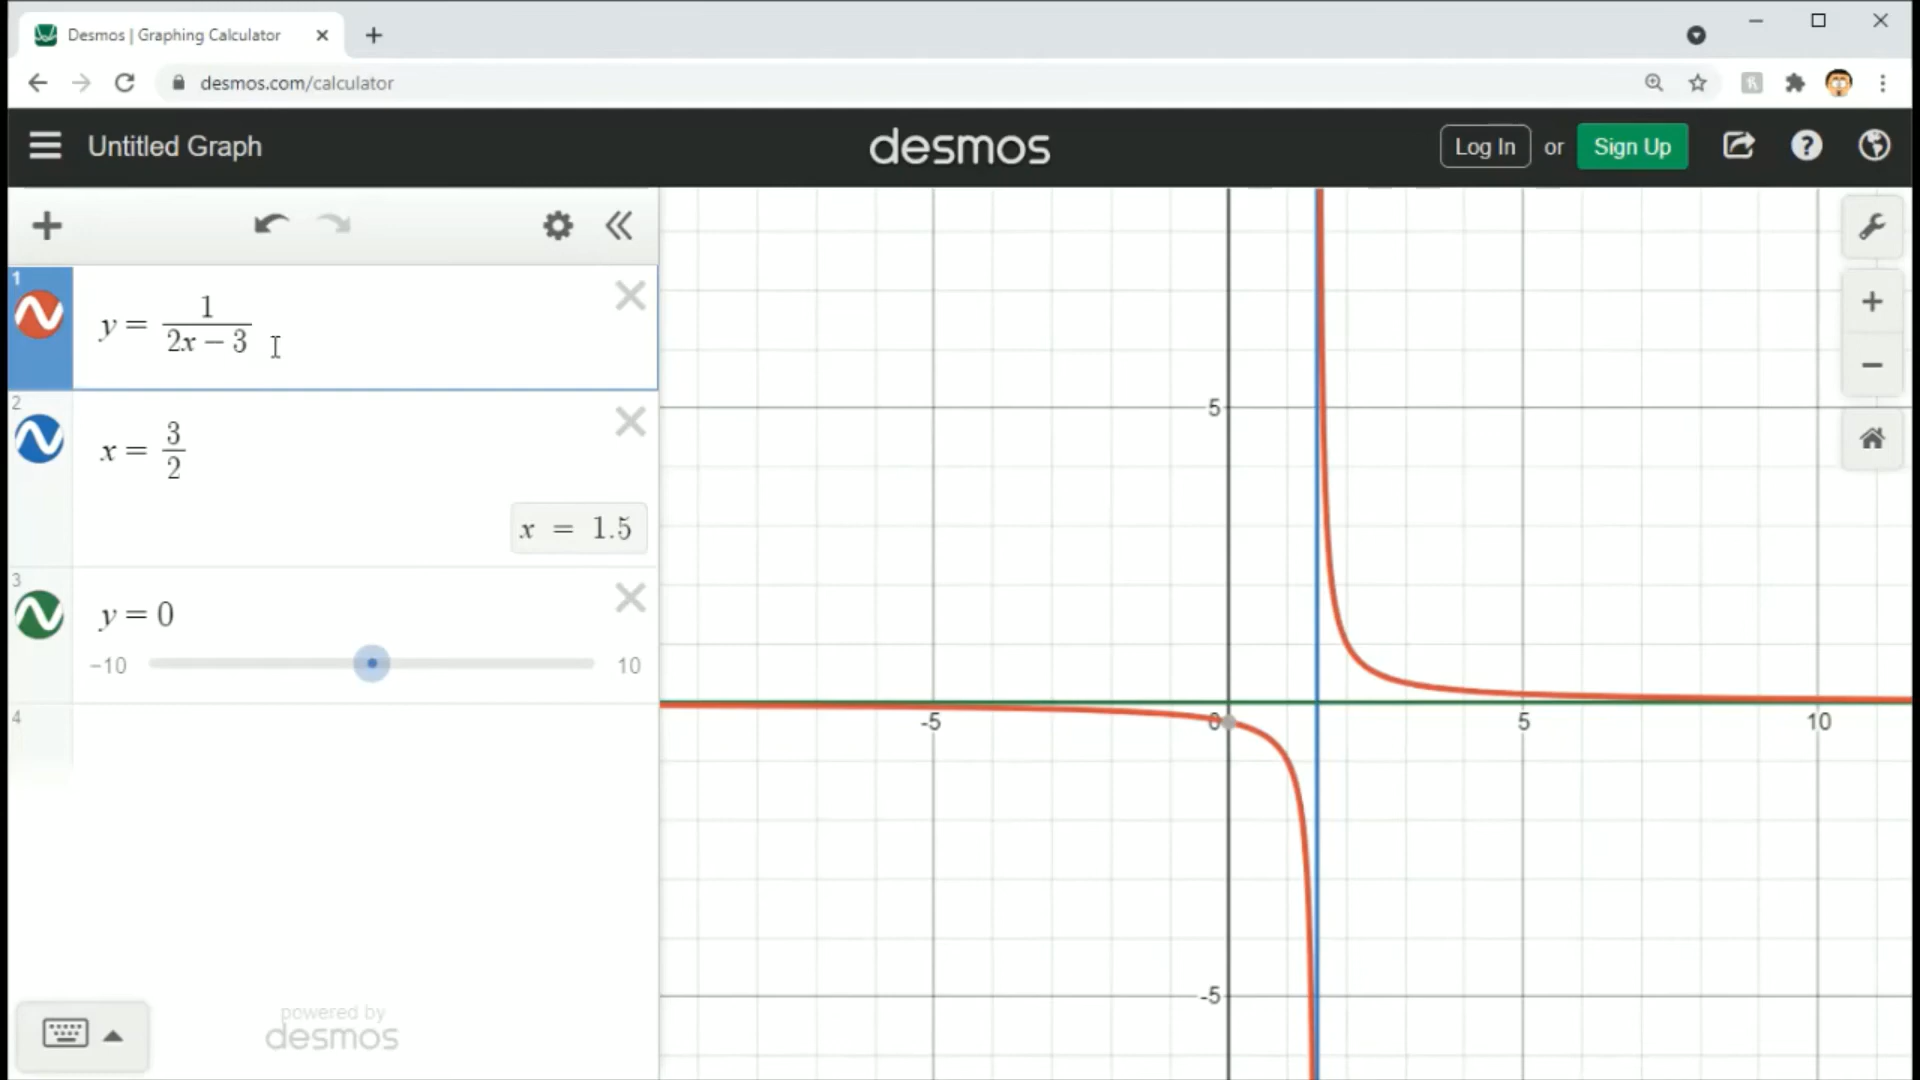 Desmos | Graphing Calculator
desmos.com/calculator
Untitled Graph
desmos
Log In or Sign Up
1
y = 1/(2x − 3)
2
x = 3/2
x = 1.5
3
y = 0
−10 10
4
powered by
desmos
5
-5 0 5 10
-5